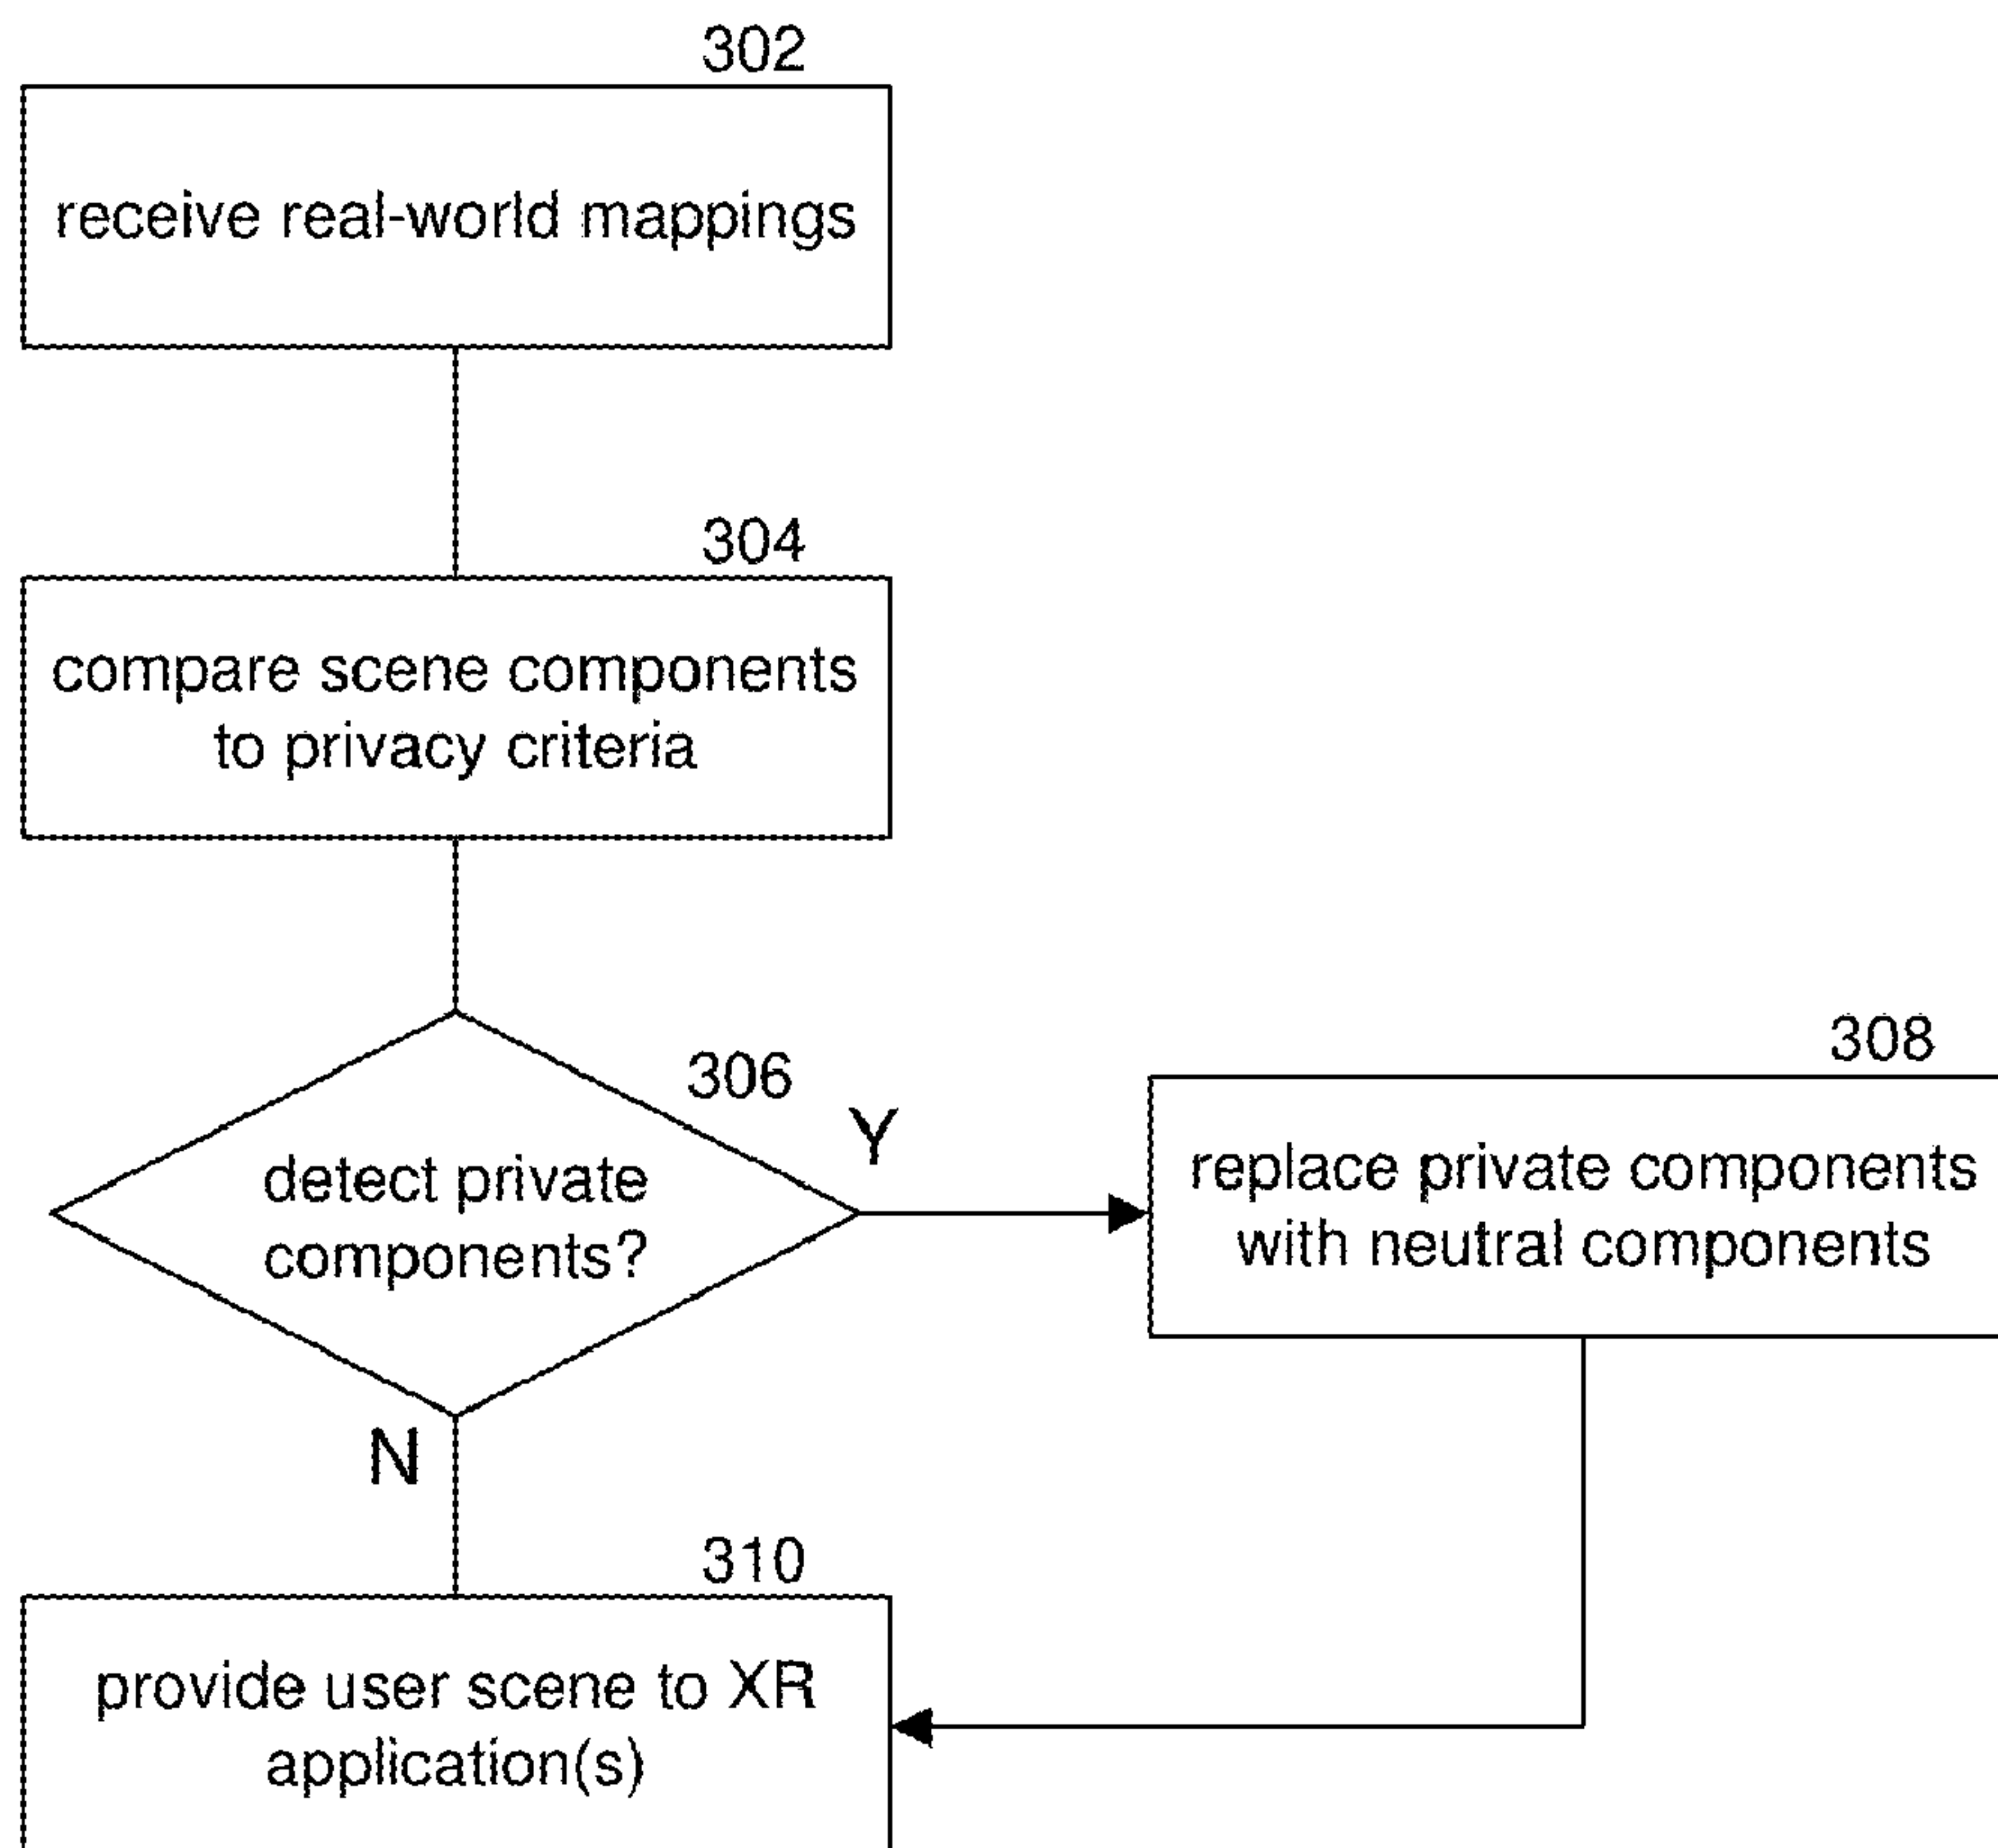 302
receive real-world mappings
304
compare scene components
to privacy criteria
306
detect private
components?
Y
308
replace private components
with neutral components
N
310
provide user scene to XR
application(s)